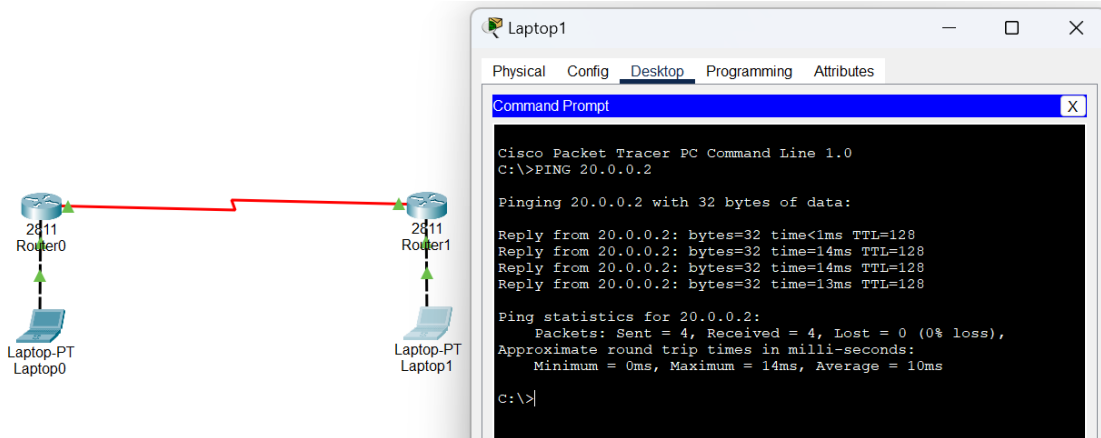 Laptop1
Physical Config Desktop Programming Attributes
Command Prompt
X
Cisco Packet Tracer PC Command Line 1.0
C:\>PING 20.0.0.2
Pinging 20.0.0.2 with 32 bytes of data:
Reply from 20.0.0.2: bytes=32 time<1ms TTL=128
Reply from 20.0.0.2: bytes=32 time=14ms TTL=128
Reply from 20.0.0.2: bytes=32 time=14ms TTL=128
Reply from 20.0.0.2: bytes=32 time=13ms TTL=128
Ping statistics for 20.0.0.2:
Packets: Sent = 4, Received = 4, Lost = 0 (0% loss),
Approximate round trip times in milli-seconds:
Minimum = 0ms, Maximum = 14ms, Average = 10ms
C:\>
2811
Router0
2811
Router1
Laptop-PT
Laptop0
Laptop-PT
Laptop1